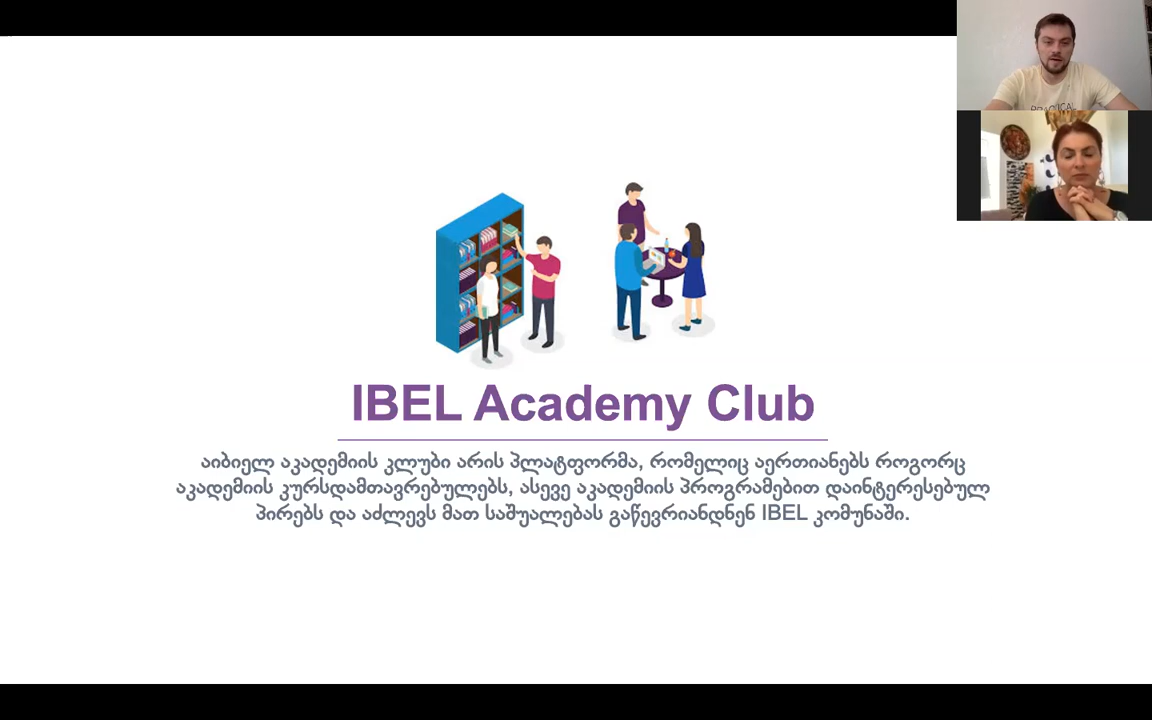 PRACTICAL
IBEL Academy Club
აიბიელ აკადემიის კლუბი არის პლატფორმა, რომელიც აერთიანებს როგორც
აკადემიის კურსდამთავრებულებს, ასევე აკადემიის პროგრამებით დაინტერესებულ
პირებს და აძლევს მათ საშუალებას გაწევრიანდნენ IBEL კომუნაში.